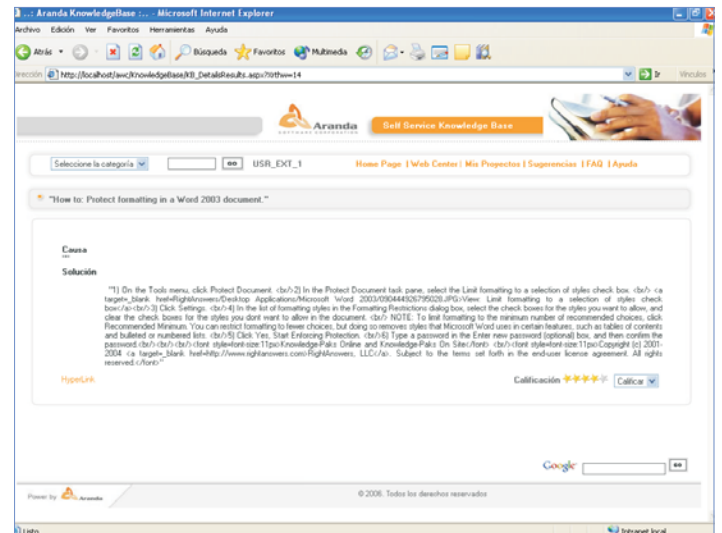 ..: Aranda KnowledgeBase :.. - Microsoft Internet Explorer
Archivo Edición Ver Favoritos Herramientas Ayuda
Atrás Búsqueda Favoritos Multimedia
Dirección http://localhost/awc/KnowledgeBase/KB_DetailsResults.aspx? Ir Vínculos
Aranda
SOFTWARE CORPORATION
Self Service Knowledge Base
Seleccione la categoría GO USR_EXT_1 Home Page | Web Center | Mis Proyectos | Sugerencias | FAQ | Ayuda
"How to: Protect formatting in a Word 2003 document."
Causa
Solución
"1) On the Tools menu, click Protect Document. <br/>2) In the Protect Document task pane, select the Limit formatting to a selection of styles check box. <br/> <a
target=_blank href=RightAnswers/Desktop Applications/Microsoft Word 2003/090444926795028.JPG>View: Limit formatting to a selection of styles check
box</a><br/>3) Click Settings. <br/>4) In the list of formatting styles in the Formatting Restrictions dialog box, select the check boxes for the styles you want to allow, and
clear the check boxes for the styles you dont want to allow in the document. <br/> NOTE: To limit formatting to the minimum number of recommended choices, click
Recommended Minimum. You can restrict formatting to fewer choices, but doing so removes styles that Microsoft Word uses in certain features, such as tables of contents
and bulleted or numbered lists.<br/>5) Click Yes, Start Enforcing Protection. <br/>6) Type a password in the Enter new password (optional) box, and then confirm the
password.<br/><br/><br/><font style=font-size:11px>Knowledge-Paks Online and Knowledge-Paks On Site</font> <br/><font style=font-size:11px>Copyright (c) 2001-
2004 <a target=_blank href=http://www.rightanswers.com>RightAnswers, LLC</a>. Subject to the terms set forth in the end-user license agreement. All rights
reserved.</font>"
HyperLink Calificación Calificar
Google GO
Power by Aranda © 2006. Todos los derechos reservados
Listo Intranet local